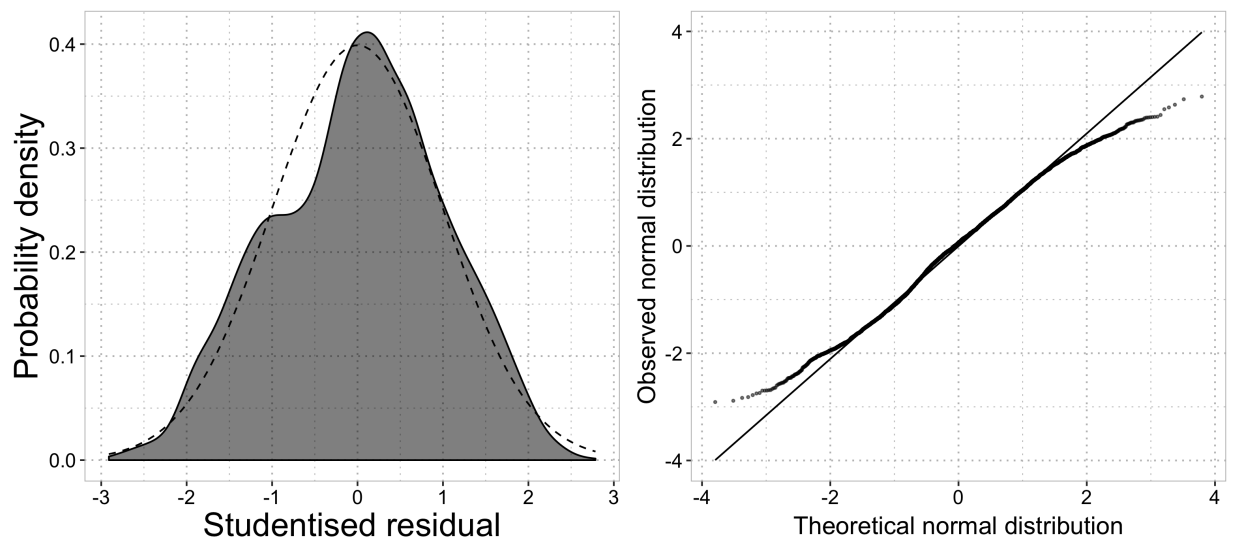 Probability density
0.4
0.3
0.2
0.1
0.0
-3 -2 -1 0 1 2 3
Studentised residual
Observed normal distribution
4
2
0
-2
-4
-4 -2 0 2 4
Theoretical normal distribution